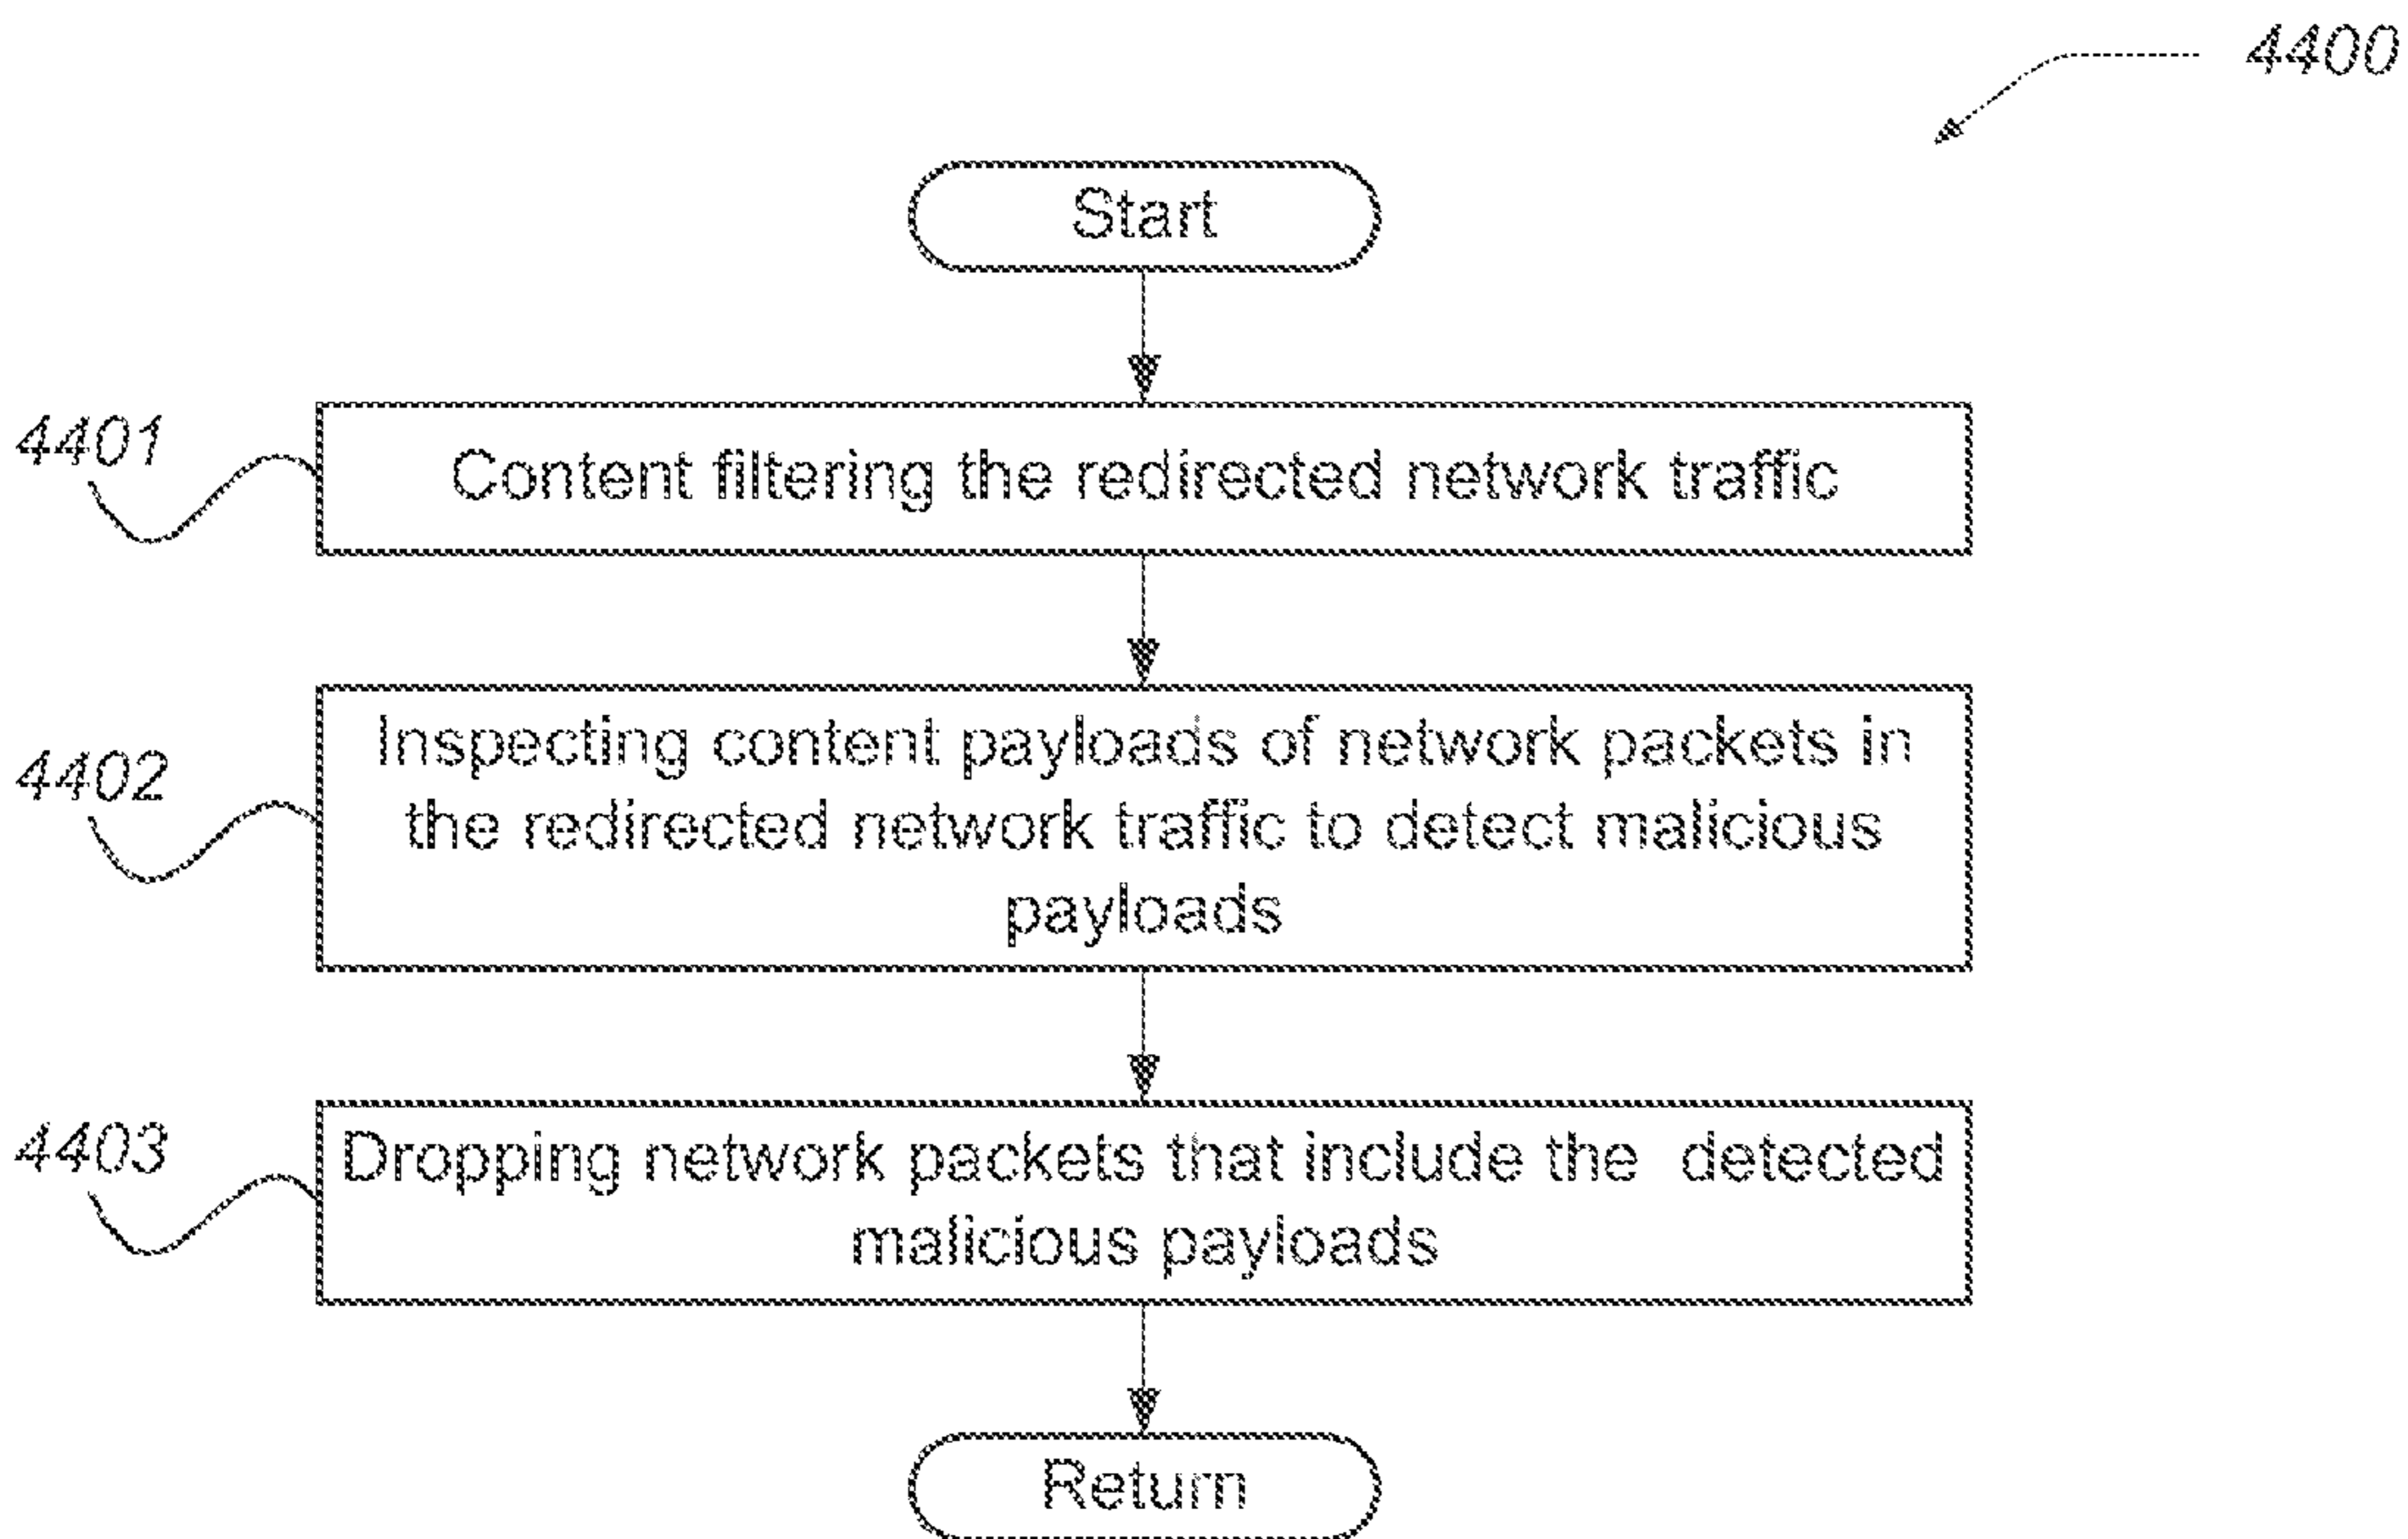 4400
Start
4401
Content filtering the redirected network traffic
4402
Inspecting content payloads of network packets in
the redirected network traffic to detect malicious
payloads
4403
Dropping network packets that include the detected
malicious payloads
Return